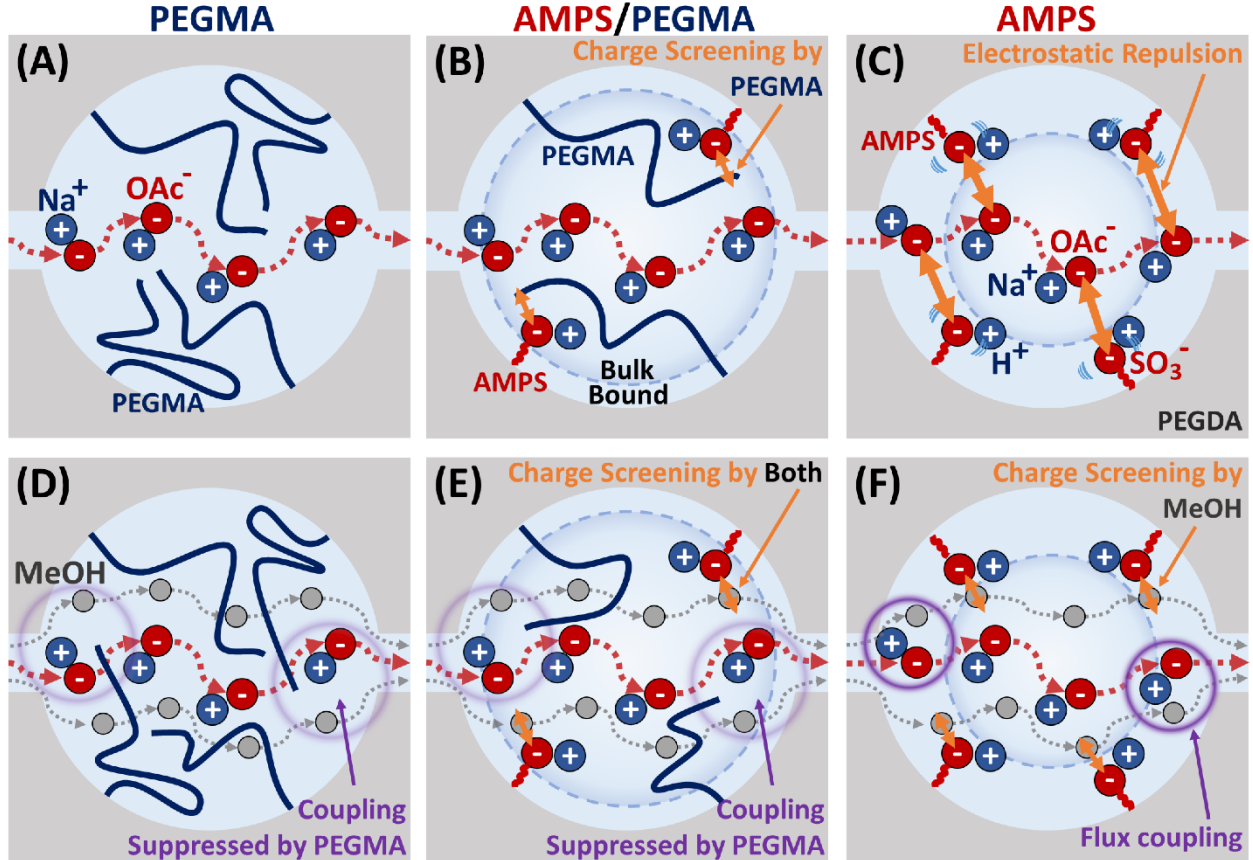 PEGMA
AMPS/PEGMA
AMPS
(A)
Na+
OAc-
PEGMA
+
-
-
+
+
-
+
-
(B)
Charge Screening by
PEGMA
PEGMA
+
-
-
+
-
+
-
+
-
+
-
+
AMPS
Bulk
Bound
(C)
Electrostatic Repulsion
AMPS
-
+
+
-
+
-
-
+
OAc-
-
Na+
+
-
+
-
+
H+
+
-
SO3-
PEGDA
(D)
MeOH
+
-
-
+
+
-
-
+
Coupling
Suppressed by PEGMA
(E)
Charge Screening by Both
+
-
+
-
-
+
-
+
+
-
-
+
Coupling
Suppressed by PEGMA
(F)
Charge Screening by
MeOH
-
+
+
-
+
-
-
+
-
+
-
+
-
+
+
-
Flux coupling